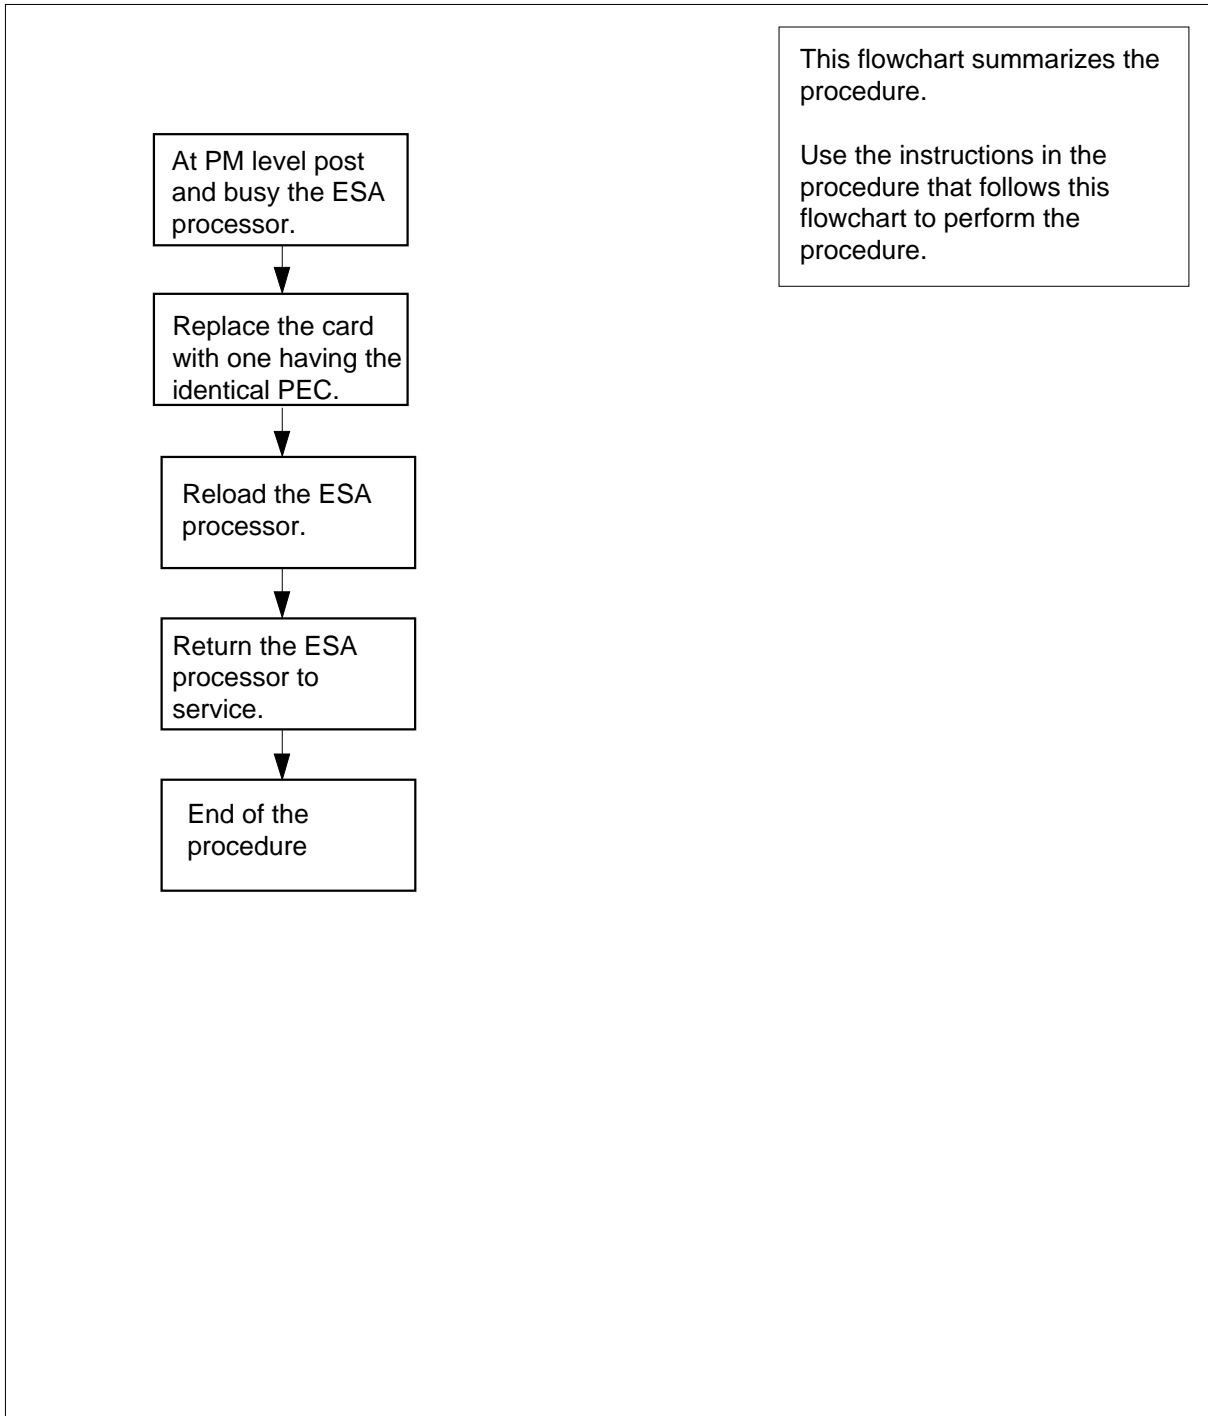 This flowchart summarizes the
procedure.
Use the instructions in the
procedure that follows this
flowchart to perform the
procedure.
At PM level post
and busy the ESA
processor.
Replace the card
with one having the
identical PEC.
Reload the ESA
processor.
Return the ESA
processor to
service.
End of the
procedure